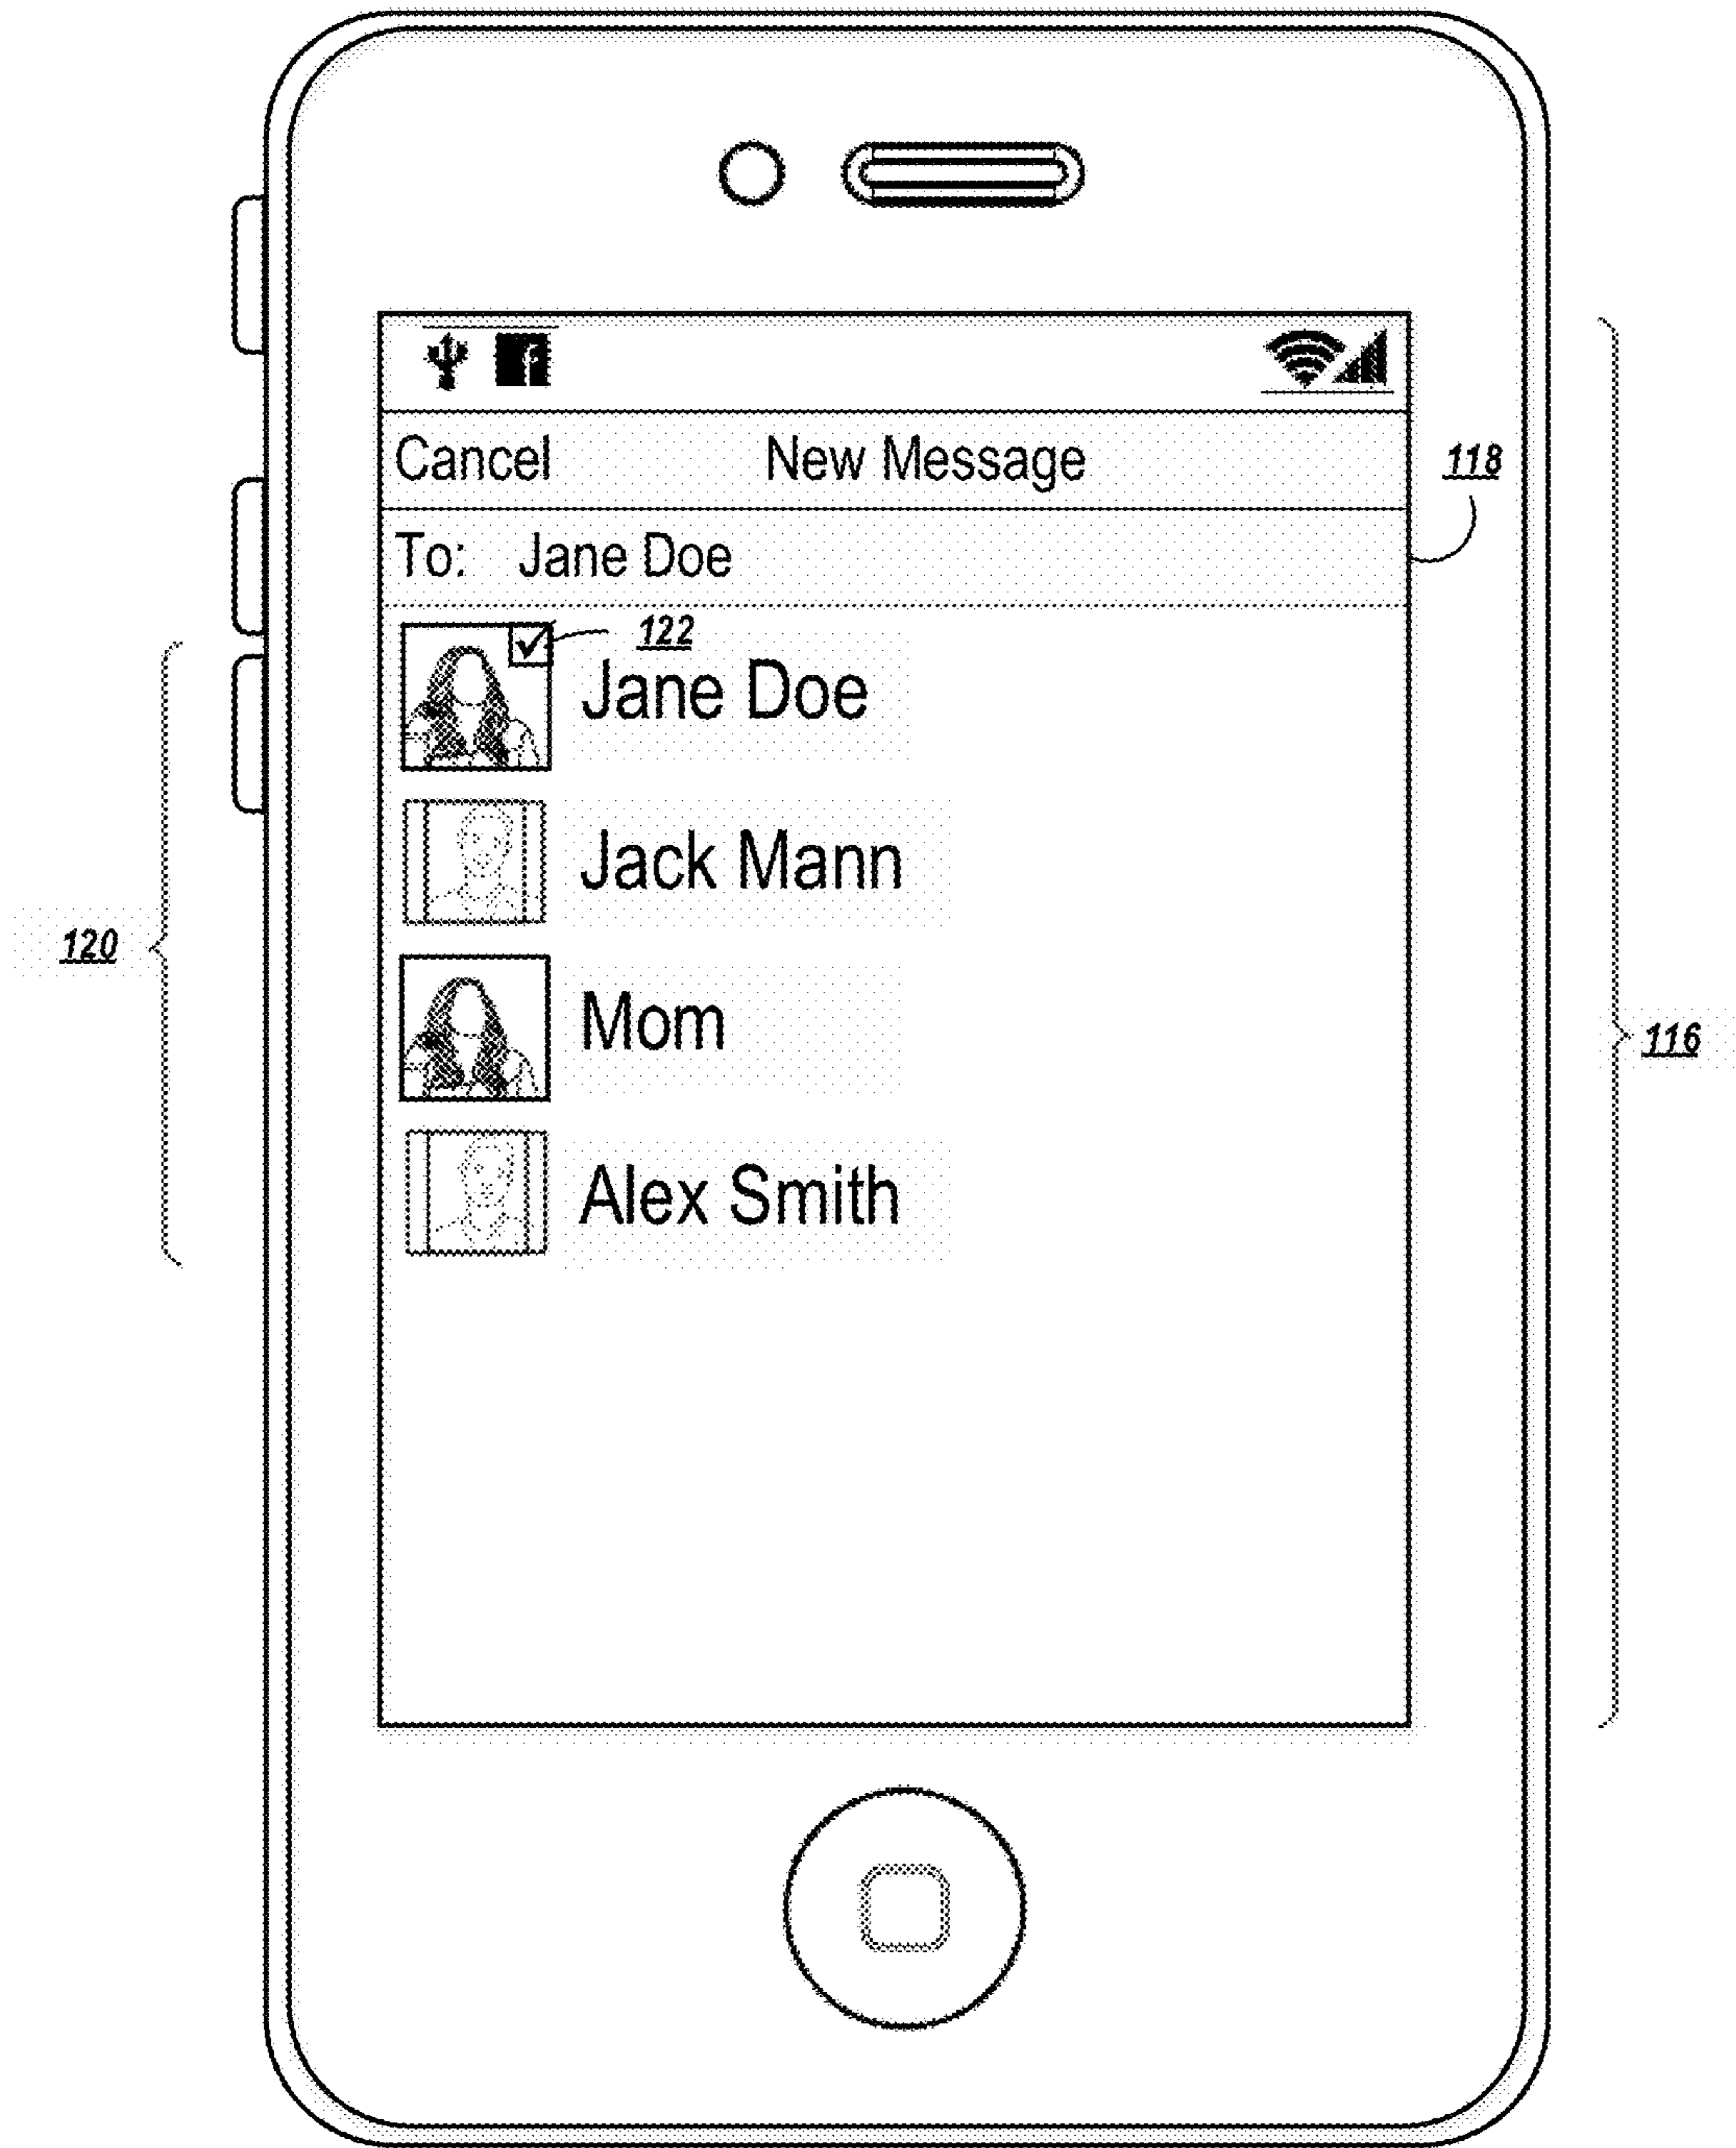 f
Cancel New Message
118
To: Jane Doe
122
Jane Doe
Jack Mann
120
Mom
116
Alex Smith